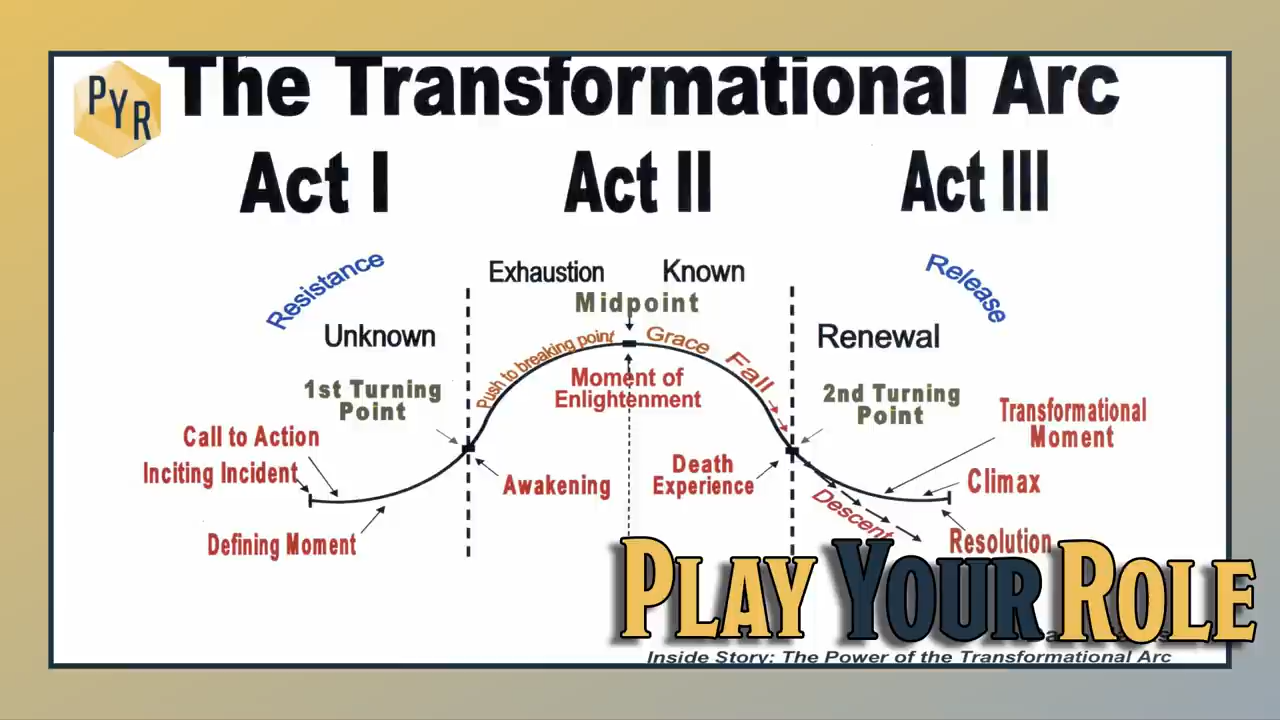 PYR
The Transformational Arc
Act I
Act II
Act III
Resistance
Exhaustion
Known
Release
Midpoint
Unknown
Push to breaking point
Grace
Fall
Renewal
1st Turning
Point
Moment of
Enlightenment
2nd Turning
Point
Transformational
Moment
Call to Action
Inciting Incident
Awakening
Death
Experience
Climax
Descent
Defining Moment
Resolution
PLAY YOUR ROLE
Inside Story: The Power of the Transformational Arc